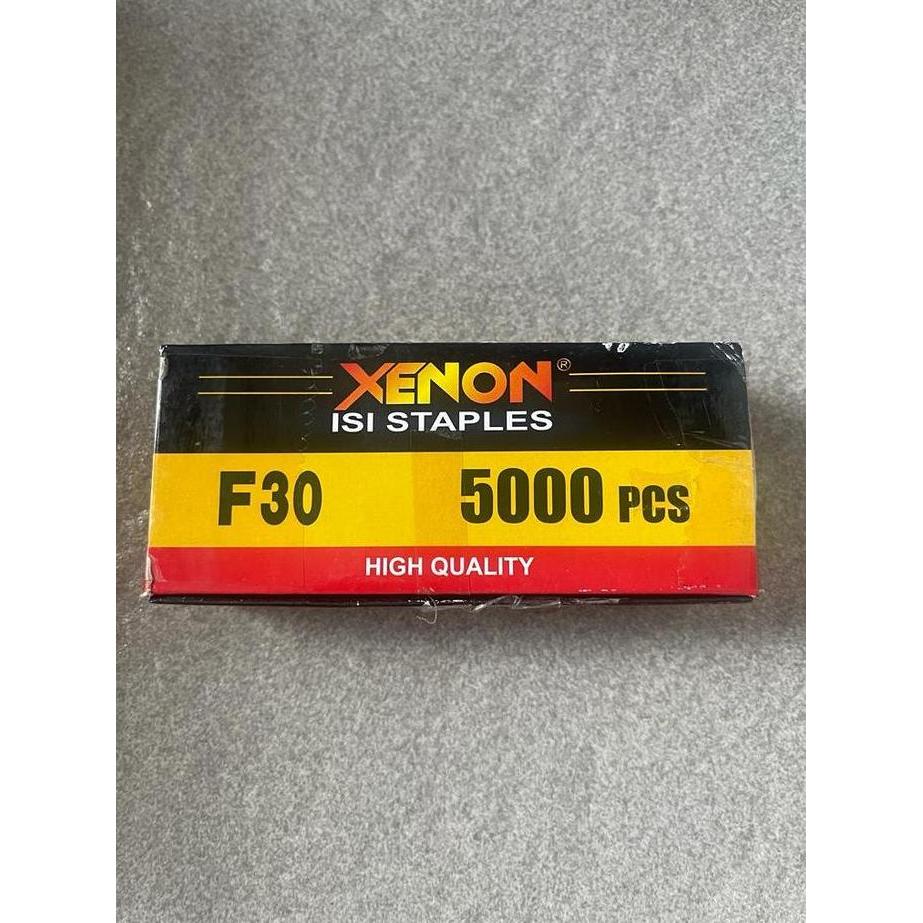 XENON®
ISI STAPLES
F30 5000 PCS
HIGH QUALITY